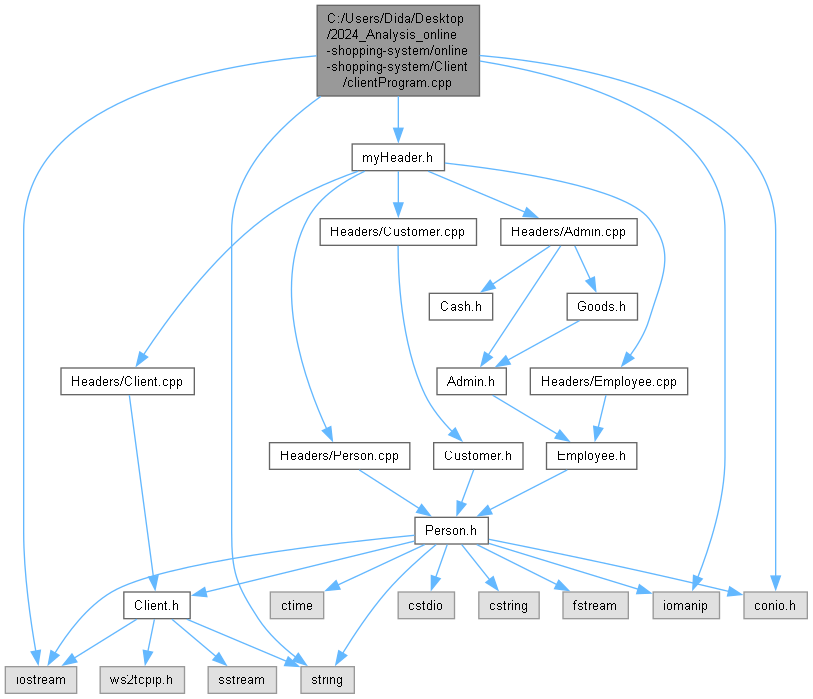 C:/Users/Dida/Desktop
/2024_Analysis_online
-shopping-system/online
-shopping-system/Client
/clientProgram.cpp
myHeader.h
Headers/Customer.cpp
Headers/Admin.cpp
Cash.h
Goods.h
Headers/Client.cpp
Admin.h
Headers/Employee.cpp
Headers/Person.cpp
Customer.h
Employee.h
Person.h
Client.h
ctime
cstdio
cstring
fstream
iomanip
conio.h
iostream
ws2tcpip.h
sstream
string